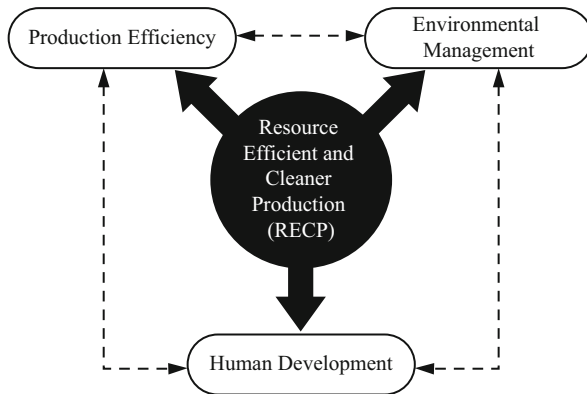 Production Efficiency
Environmental
Management
Resource
Efficient and
Cleaner
Production
(RECP)
Human Development